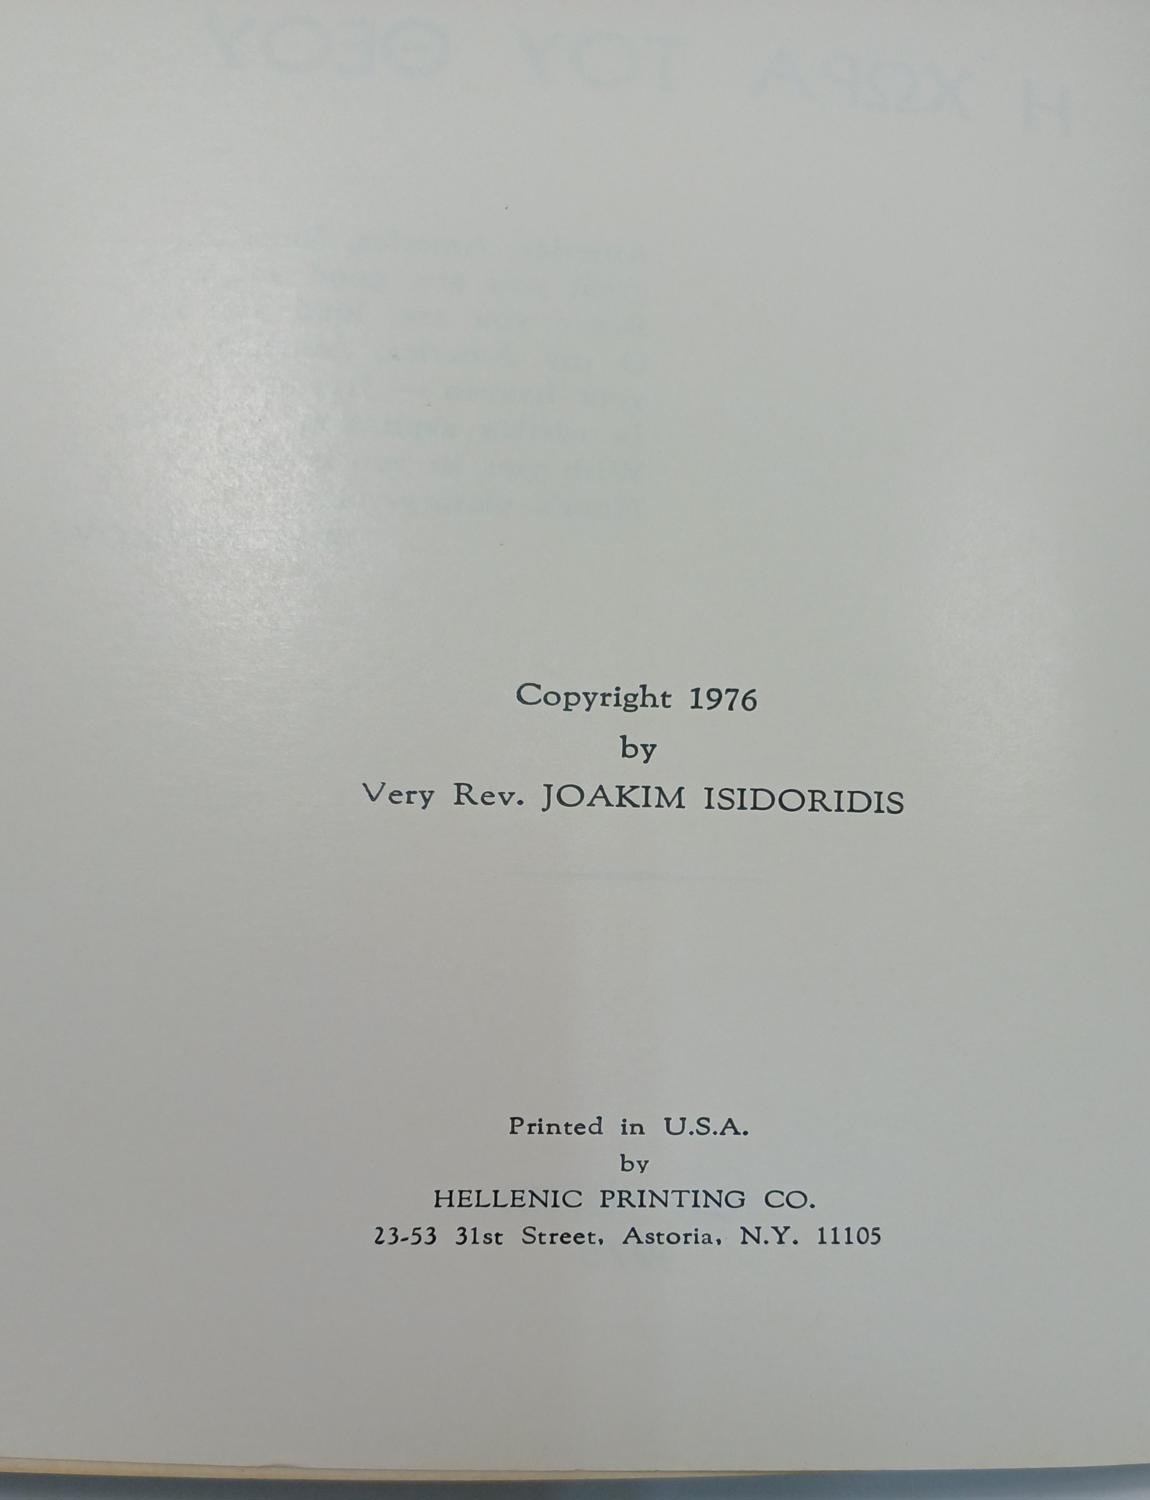 Copyright 1976
by
Very Rev. JOAKIM ISIDORIDIS
Printed in U.S.A.
by
HELLENIC PRINTING CO.
23-53 31st Street, Astoria, N.Y. 11105